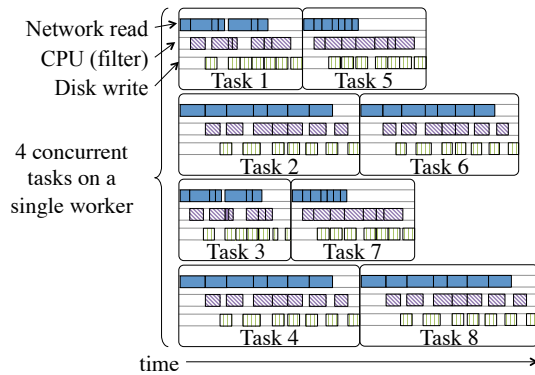 Network read
CPU (filter)
Disk write
Task 1
Task 5
4 concurrent
tasks on a
single worker
Task 2
Task 6
Task 3
Task 7
Task 4
Task 8
time